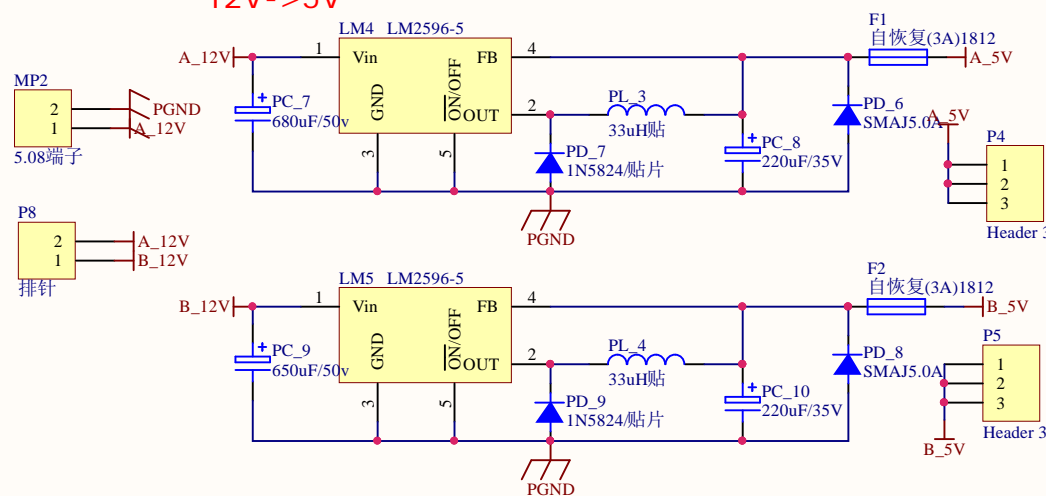 12V->5V
LM4 LM2596-5
F1
自恢复(3A)1812
A_12V
1
Vin
FB
4
A_5V
MP2
2
PGND
1
A_12V
5.08端子
PC_7
680uF/50v
GND
ON/OFF
OUT
2
PL_3
33uH贴
PD_6
SMAJ5.0A
A_5V
P4
1
2
3
Header 3
3
5
PD_7
1N5824/贴片
PC_8
220uF/35V
PGND
P8
2
A_12V
1
B_12V
排针
LM5 LM2596-5
F2
自恢复(3A)1812
B_12V
1
Vin
FB
4
B_5V
PC_9
650uF/50v
GND
ON/OFF
OUT
2
PL_4
33uH贴
PD_8
SMAJ5.0A
P5
1
2
3
Header 3
B_5V
3
5
PD_9
1N5824/贴片
PC_10
220uF/35V
PGND